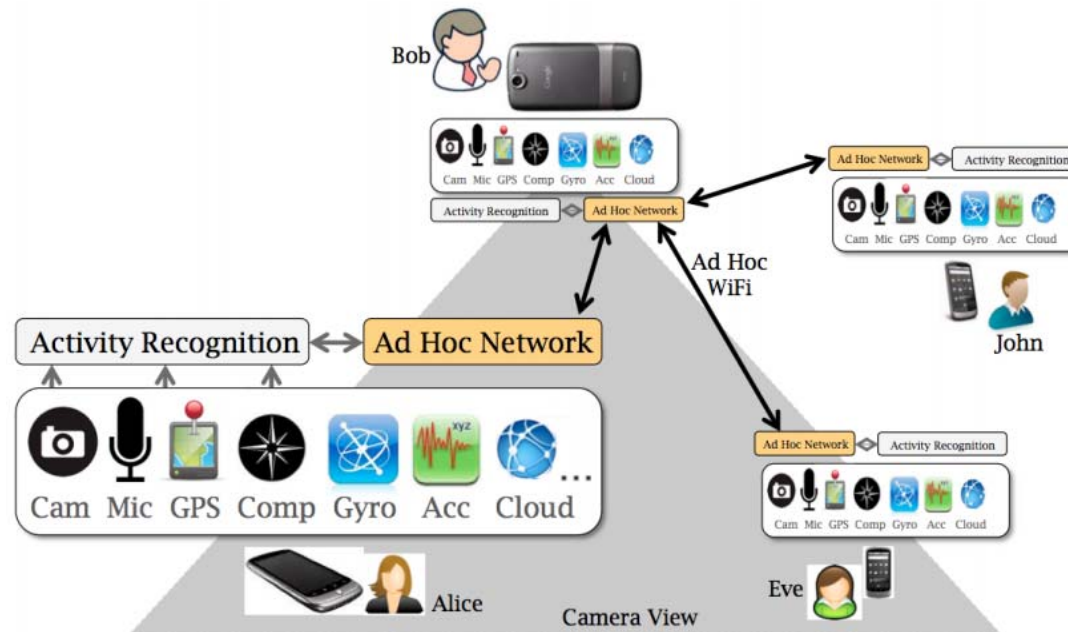 Bob
Google
Cam Mic GPS Comp Gyro Acc Cloud
Activity Recognition Ad Hoc Network
Ad Hoc Network Activity Recognition
Cam Mic GPS Comp Gyro Acc Cloud
John
Ad Hoc
WiFi
Activity Recognition Ad Hoc Network
xyz
...
Cam Mic GPS Comp Gyro Acc Cloud
Alice
Ad Hoc Network Activity Recognition
Cam Mic GPS Comp Gyro Acc Cloud
Eve
Camera View